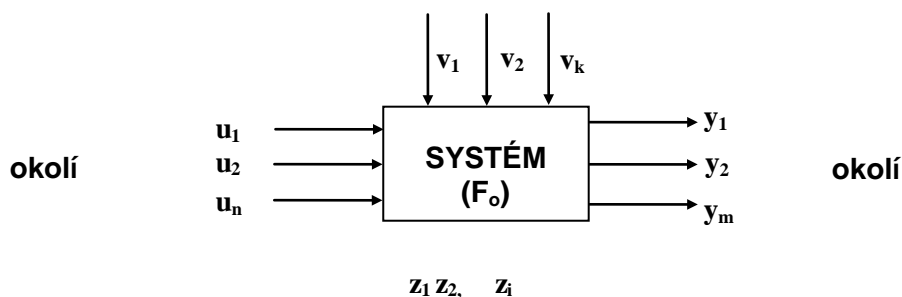 v₁ v₂ vₖ
u₁
u₂
uₙ
okolí
SYSTÉM
(Fₒ)
y₁
y₂
yₘ
okolí
z₁ z₂, zᵢ